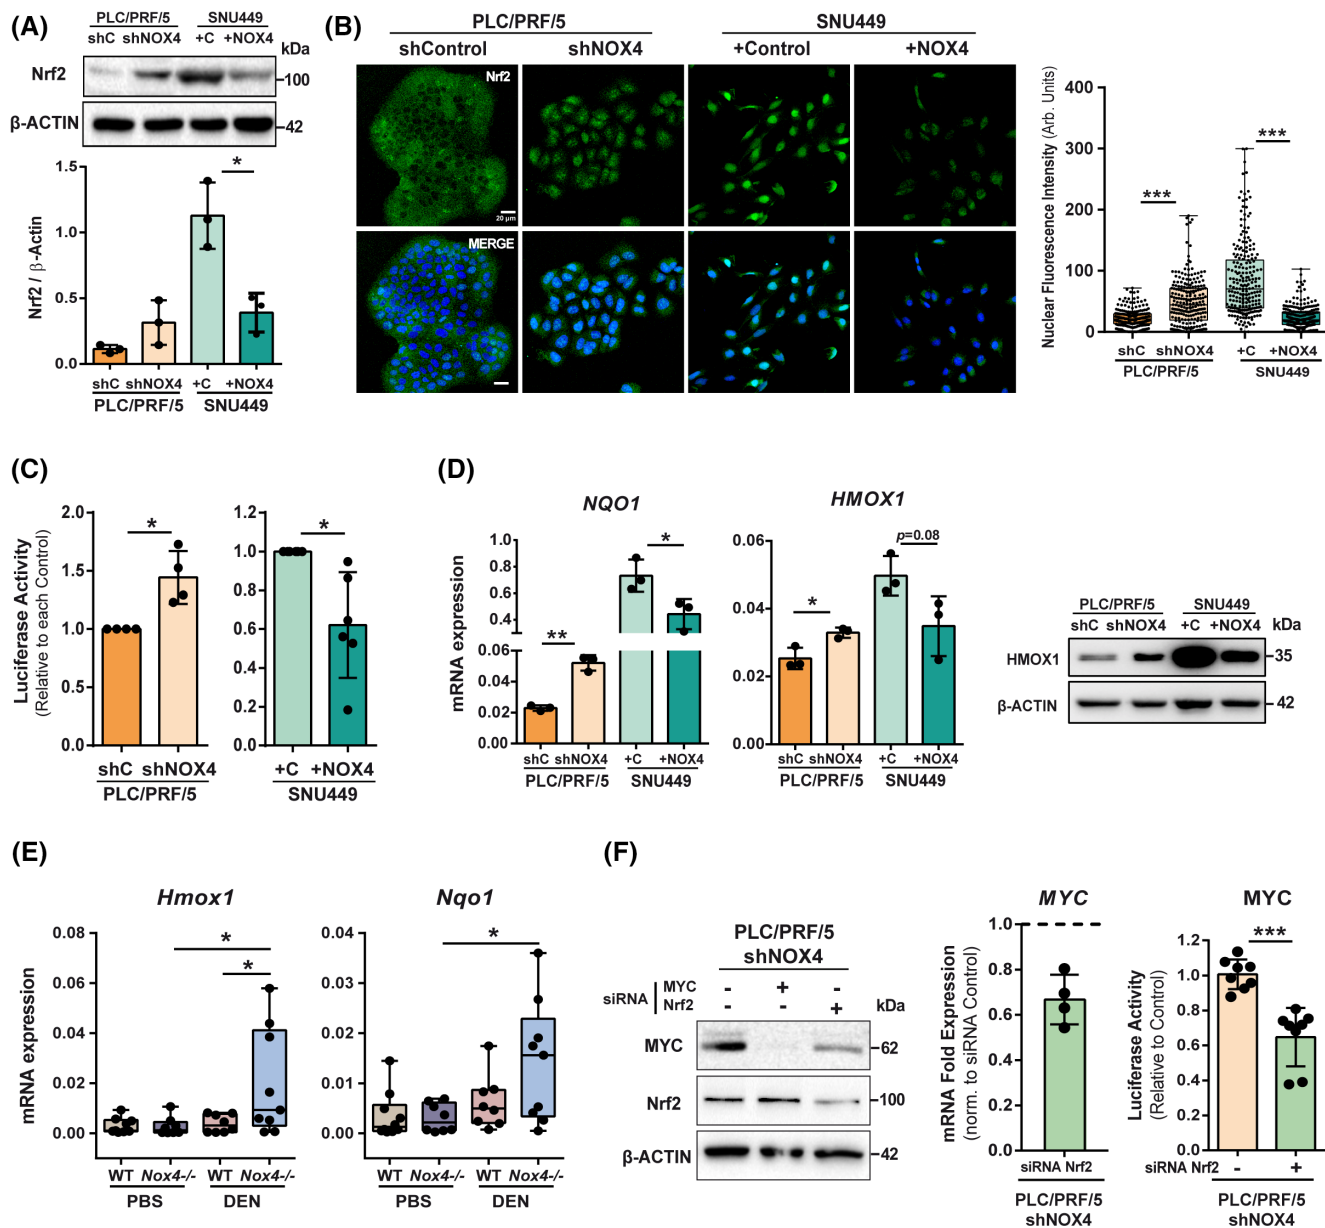 (A)
PLC/PRF/5 SNU449
shC shNOX4 +C +NOX4
kDa
Nrf2
100
β-ACTIN
42
Nrf2 / β-Actin
1.5
1.0
0.5
0.0
*
shC shNOX4 +C +NOX4
PLC/PRF/5 SNU449
(B)
PLC/PRF/5 SNU449
shControl shNOX4 +Control +NOX4
Nrf2
20 µm
MERGE
Nuclear Fluorescence Intensity (Arb. Units)
400
300
200
100
0
*** ***
shC shNOX4 +C +NOX4
PLC/PRF/5 SNU449
(C)
Luciferase Activity
(Relative to each Control)
2.0
1.5
1.0
0.5
0.0
*
shC shNOX4
PLC/PRF/5
1.2
1.0
0.8
0.6
0.4
0.2
0.0
*
+C +NOX4
SNU449
(D)
NQO1
mRNA expression
1.0
0.8
0.6
0.4
0.06
0.04
0.02
0.00
** *
shC shNOX4 +C +NOX4
PLC/PRF/5 SNU449
HMOX1
0.06
0.04
0.02
0.00
* p=0.08
shC shNOX4 +C +NOX4
PLC/PRF/5 SNU449
PLC/PRF/5 SNU449
shC shNOX4 +C +NOX4 kDa
HMOX1
35
β-ACTIN
42
(E)
Hmox1
mRNA expression
0.08
0.06
0.04
0.02
0.00
*
*
WT Nox4-/- WT Nox4-/-
PBS DEN
Nqo1
0.04
0.03
0.02
0.01
0.00
*
WT Nox4-/- WT Nox4-/-
PBS DEN
(F)
PLC/PRF/5
shNOX4
siRNA
MYC - + -
Nrf2 - - +
kDa
MYC
62
Nrf2
100
β-ACTIN
42
MYC
mRNA Fold Expression
(norm. to siRNA Control)
1.0
0.8
0.6
0.4
0.2
0.0
siRNA Nrf2
PLC/PRF/5
shNOX4
MYC
Luciferase Activity
(Relative to Control)
1.2
1.0
0.8
0.6
0.4
0.2
0.0
***
siRNA Nrf2 - +
PLC/PRF/5
shNOX4